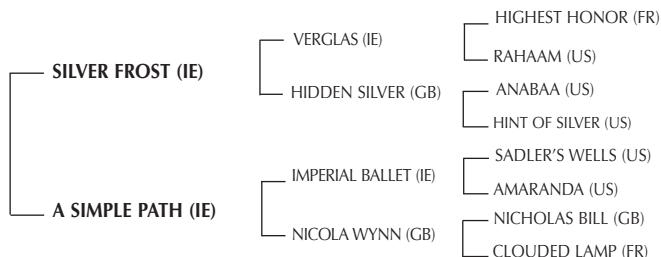 HIGHEST HONOR (FR)
VERGLAS (IE)
RAHAAM (US)
SILVER FROST (IE)
ANABAA (US)
HIDDEN SILVER (GB)
HINT OF SILVER (US)
SADLER'S WELLS (US)
IMPERIAL BALLET (IE)
AMARANDA (US)
A SIMPLE PATH (IE)
NICHOLAS BILL (GB)
NICOLA WYNN (GB)
CLOUDED LAMP (FR)